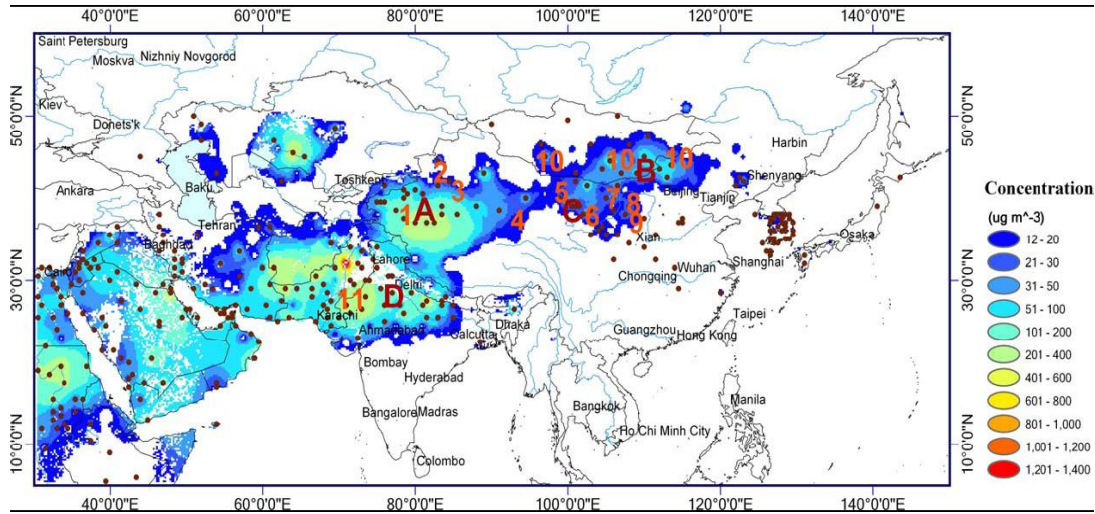 40°0'0"E 60°0'0"E 80°0'0"E 100°0'0"E 120°0'0"E 140°0'0"E
Saint Petersburg
Moskva
Nizhniy Novgorod
Kiev
Donets'k
50°0'0"N
50°0'0"N
Harbin
Ankara
Baku
Toshkent
2
3
10
10
10
B
Shenyang
Beijing
Tianjin
5
7
8
Tehran
1
A
4
C
6
9
Xian
Osaka
Baghdad
Cairo
Lahore
Delhi
Shanghai
Wuhan
Chongqing
30°0'0"N
30°0'0"N
11
D
Karachi
Ahmanabad
Calcutta
Dhaka
Taipei
Guangzhou
Hong Kong
Bombay
Hyderabad
Bangalore
Madras
Bangkok
Manila
Ho Chi Minh City
Colombo
10°0'0"N
10°0'0"N
40°0'0"E 60°0'0"E 80°0'0"E 100°0'0"E 120°0'0"E 140°0'0"E
Concentration
(ug m^-3)
12 - 20
21 - 30
31 - 50
51 - 100
101 - 200
201 - 400
401 - 600
601 - 800
801 - 1,000
1,001 - 1,200
1,201 - 1,400